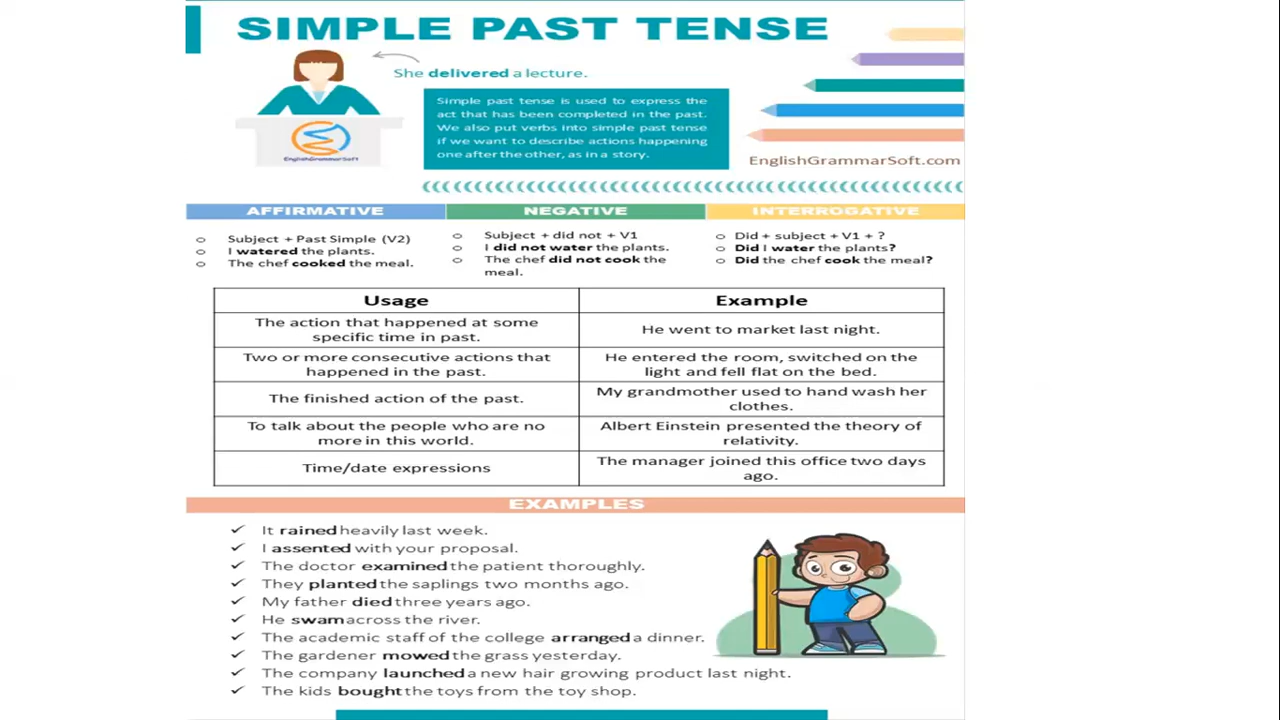 SIMPLE PAST TENSE
She delivered a lecture.
Simple past tense is used to express the
act that has been completed in the past.
We also put verbs into simple past tense
if we want to describe actions happening
one after the other, as in a story.
EnglishGrammarSoft
EnglishGrammarSoft.com
AFFIRMATIVE
Subject + Past Simple (V2)
I watered the plants.
The chef cooked the meal.
NEGATIVE
Subject + did not + V1
I did not water the plants.
The chef did not cook the
meal.
INTERROGATIVE
Did + subject + V1 + ?
Did I water the plants?
Did the chef cook the meal?
Usage
Example
The action that happened at some
specific time in past.
He went to market last night.
Two or more consecutive actions that
happened in the past.
He entered the room, switched on the
light and fell flat on the bed.
The finished action of the past.
My grandmother used to hand wash her
clothes.
To talk about the people who are no
more in this world.
Albert Einstein presented the theory of
relativity.
Time/date expressions
The manager joined this office two days
ago.
EXAMPLES
It rained heavily last week.
I assented with your proposal.
The doctor examined the patient thoroughly.
They planted the saplings two months ago.
My father died three years ago.
He swam across the river.
The academic staff of the college arranged a dinner.
The gardener mowed the grass yesterday.
The company launched a new hair growing product last night.
The kids bought the toys from the toy shop.